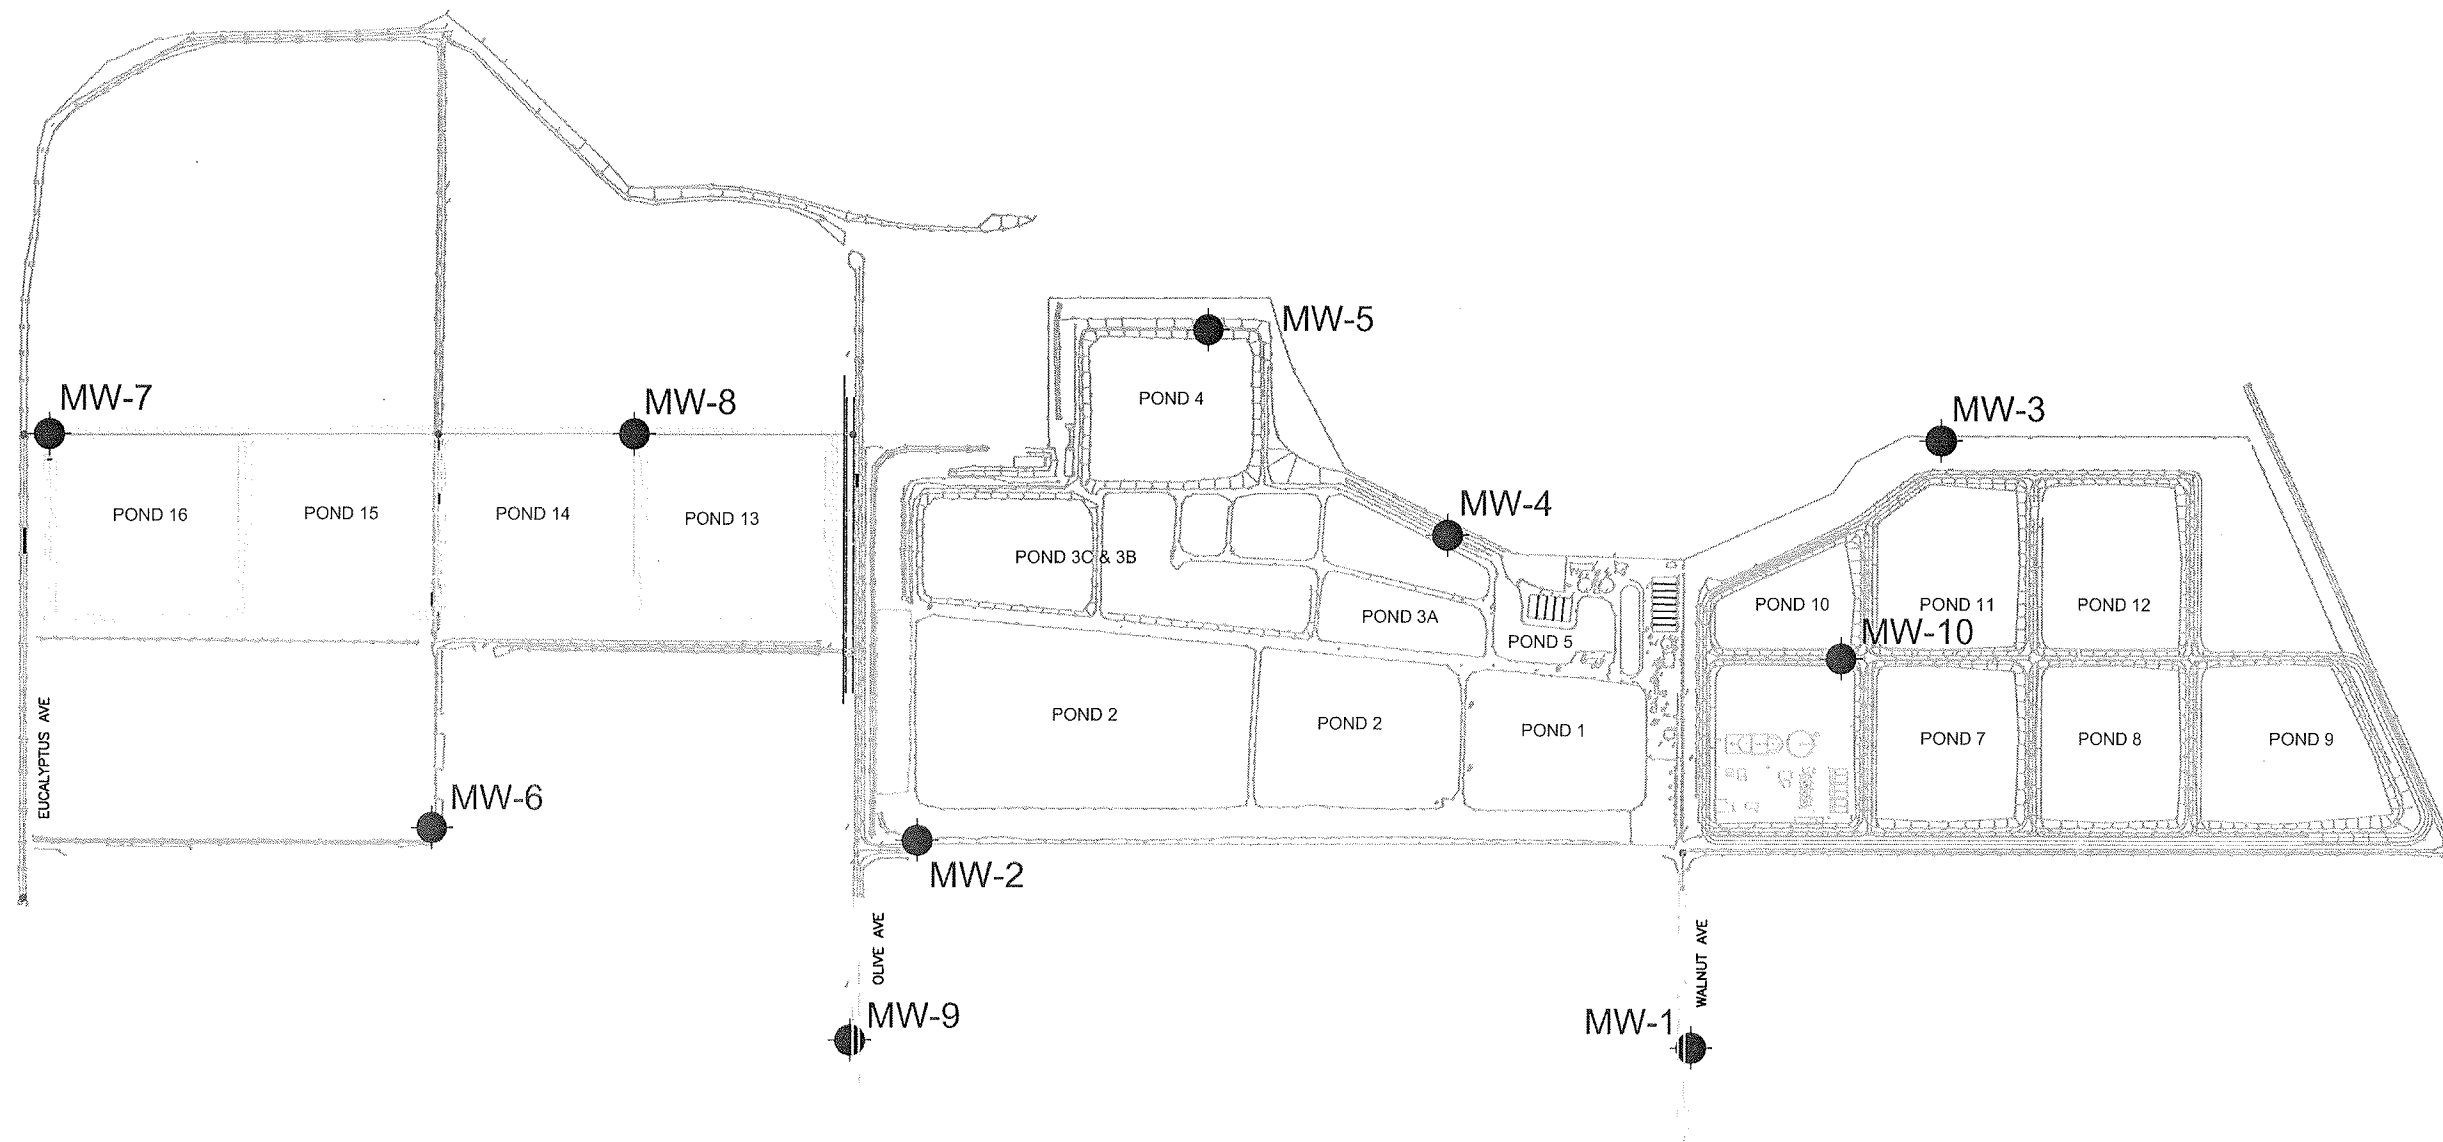 MW-5
MW-7
MW-8
POND 4
MW-3
MW-4
POND 16
POND 15
POND 14
POND 13
POND 3C & 3B
POND 3A
POND 5
POND 10
POND 11
POND 12
MW-10
POND 2
POND 2
POND 1
POND 7
POND 8
POND 9
EUCALYPTUS AVE
MW-6
MW-2
OLIVE AVE
WALNUT AVE
MW-9
MW-1